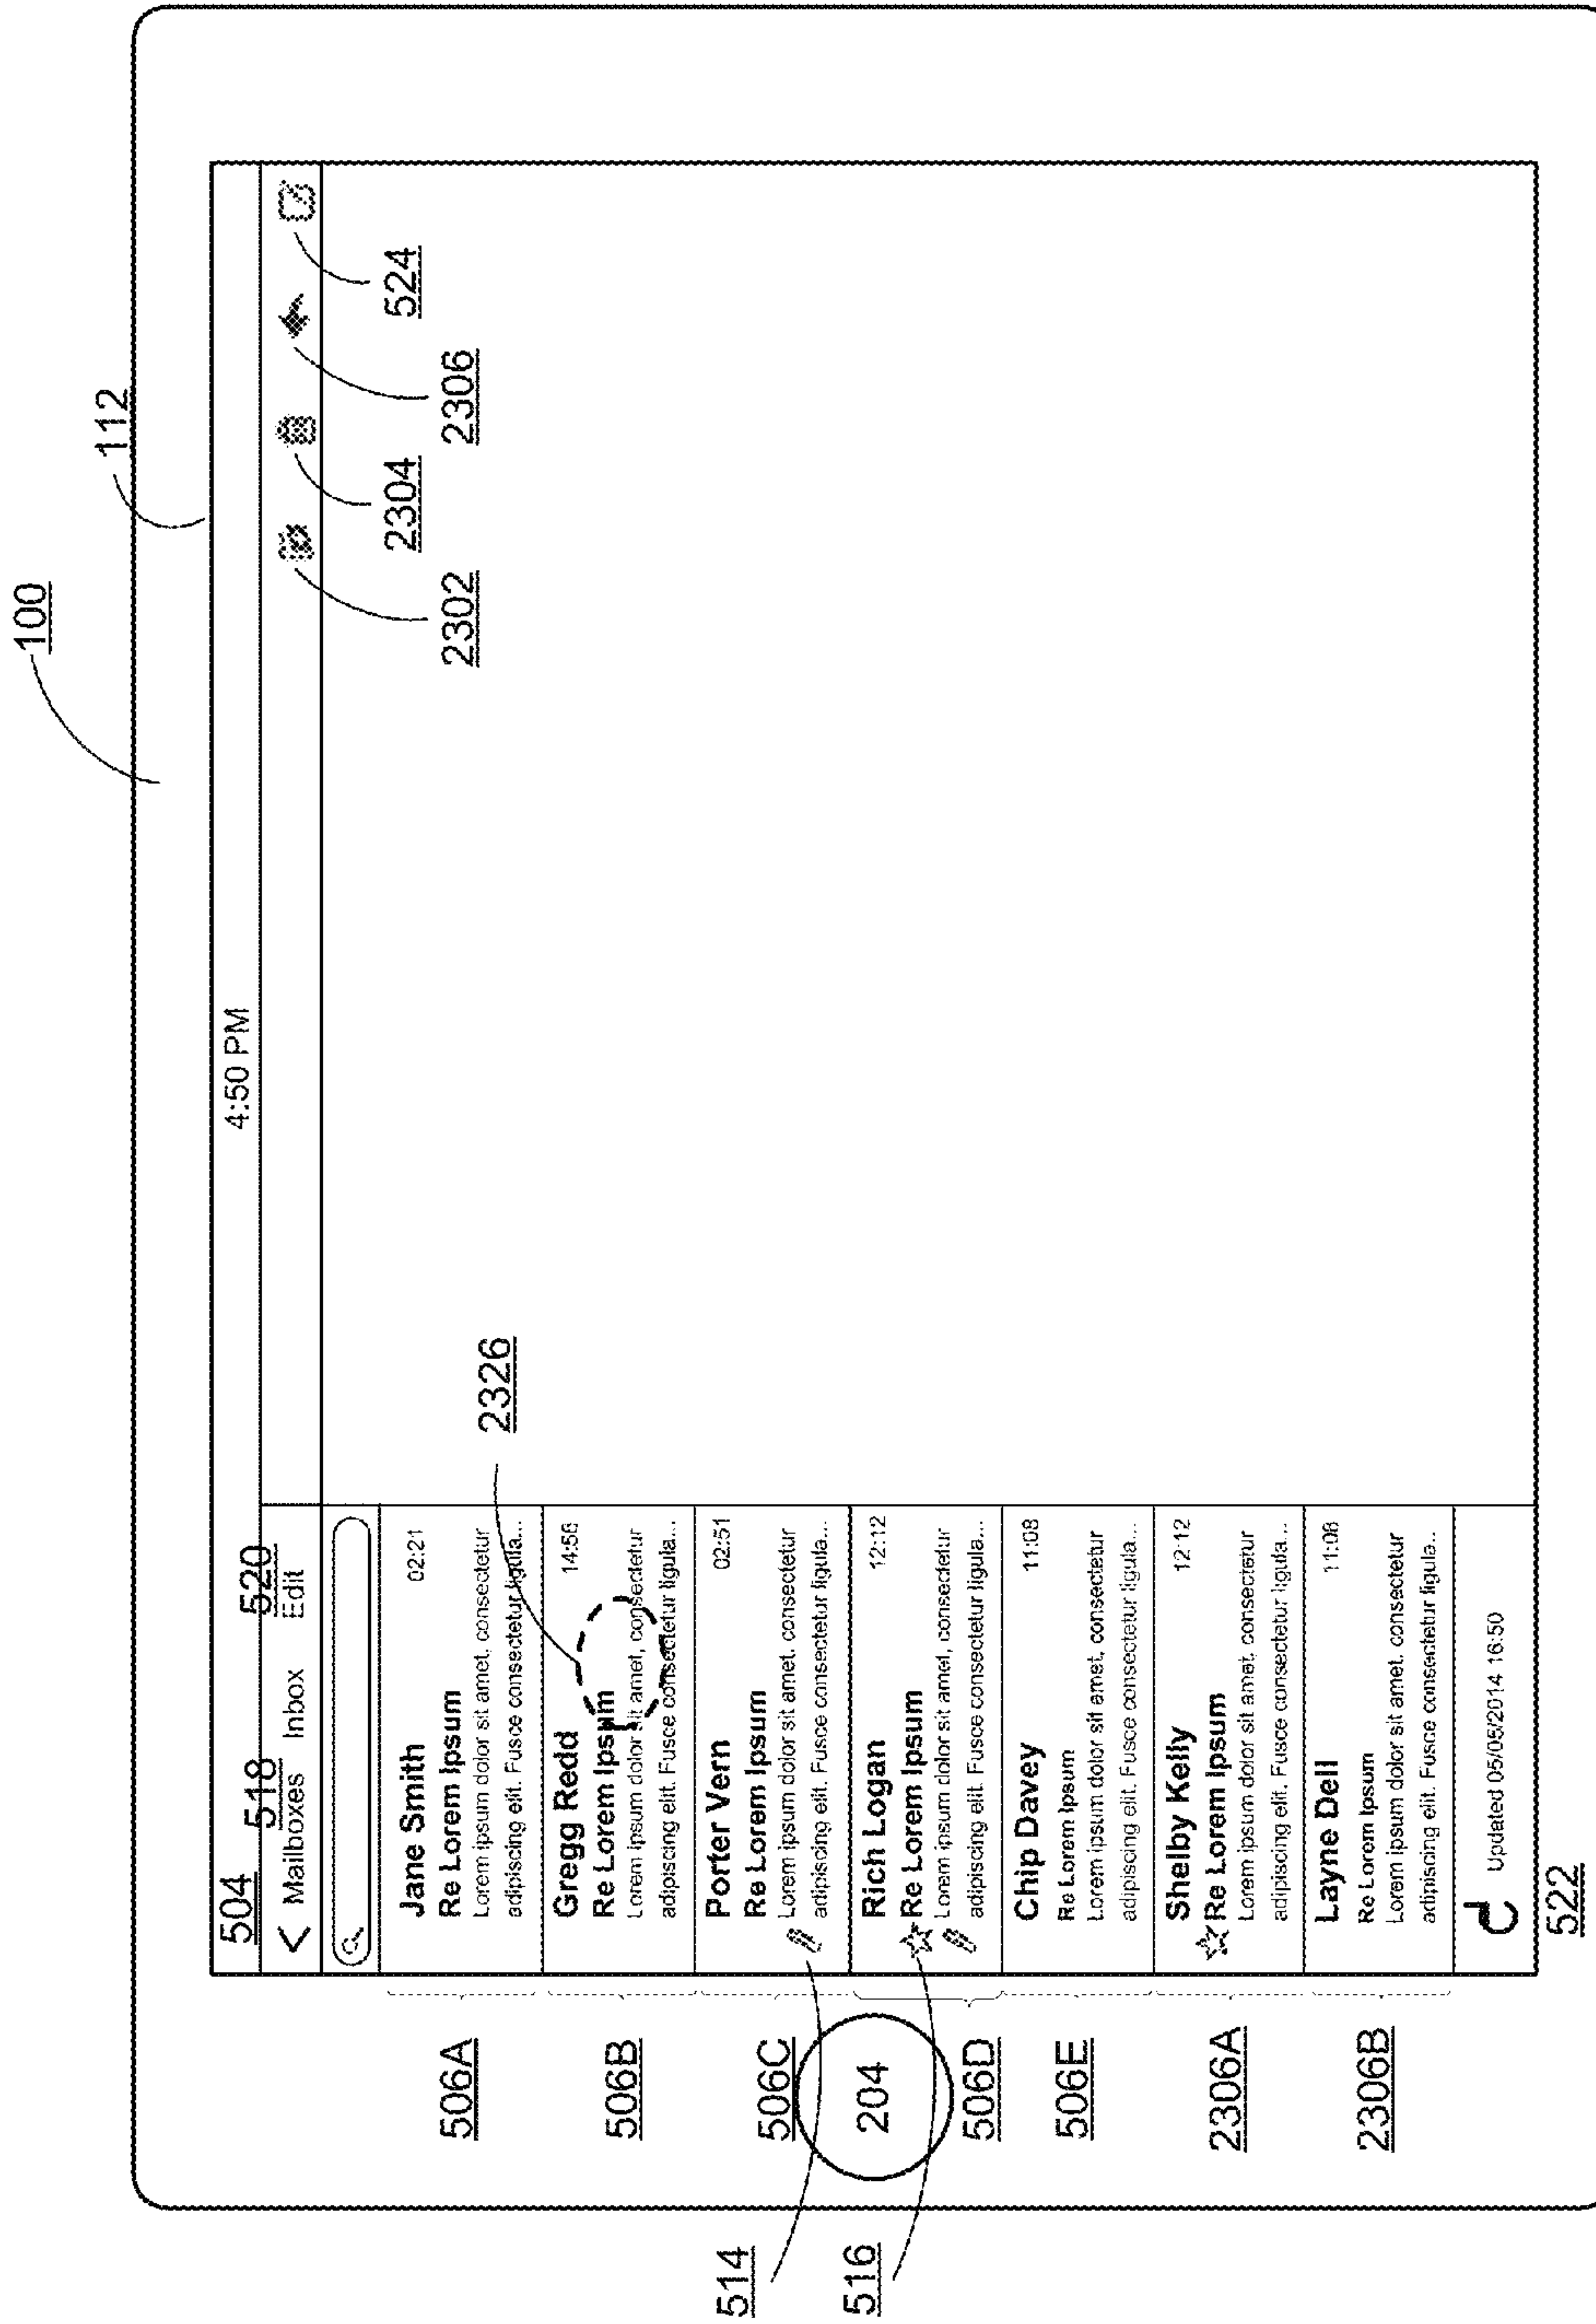 100
112
504
518
520
4:50 PM
Mailboxes Inbox Edit
2302
2304
2306
524
506A
Jane Smith 02:21
Re Lorem Ipsum
Lorem ipsum dolor sit amet, consectetur
adipiscing elit. Fusce consectetur ligula...
2326
506B
Gregg Redd 14:56
Re Lorem Ipsum
Lorem ipsum dolor sit amet, consectetur
adipiscing elit. Fusce consectetur ligula...
514
506C
Porter Vern 02:51
Re Lorem Ipsum
Lorem ipsum dolor sit amet, consectetur
adipiscing elit. Fusce consectetur ligula...
204
516
506D
Rich Logan 12:12
Re Lorem Ipsum
Lorem ipsum dolor sit amet, consectetur
adipiscing elit. Fusce consectetur ligula...
506E
Chip Davey 11:08
Re Lorem Ipsum
Lorem ipsum dolor sit amet, consectetur
adipiscing elit. Fusce consectetur ligula...
2306A
Shelby Kelly 12:12
Re Lorem Ipsum
Lorem ipsum dolor sit amet, consectetur
adipiscing elit. Fusce consectetur ligula...
2306B
Layne Dell 11:08
Re Lorem Ipsum
Lorem ipsum dolor sit amet, consectetur
adipiscing elit. Fusce consectetur ligula...
Updated 05/05/2014 16:50
522